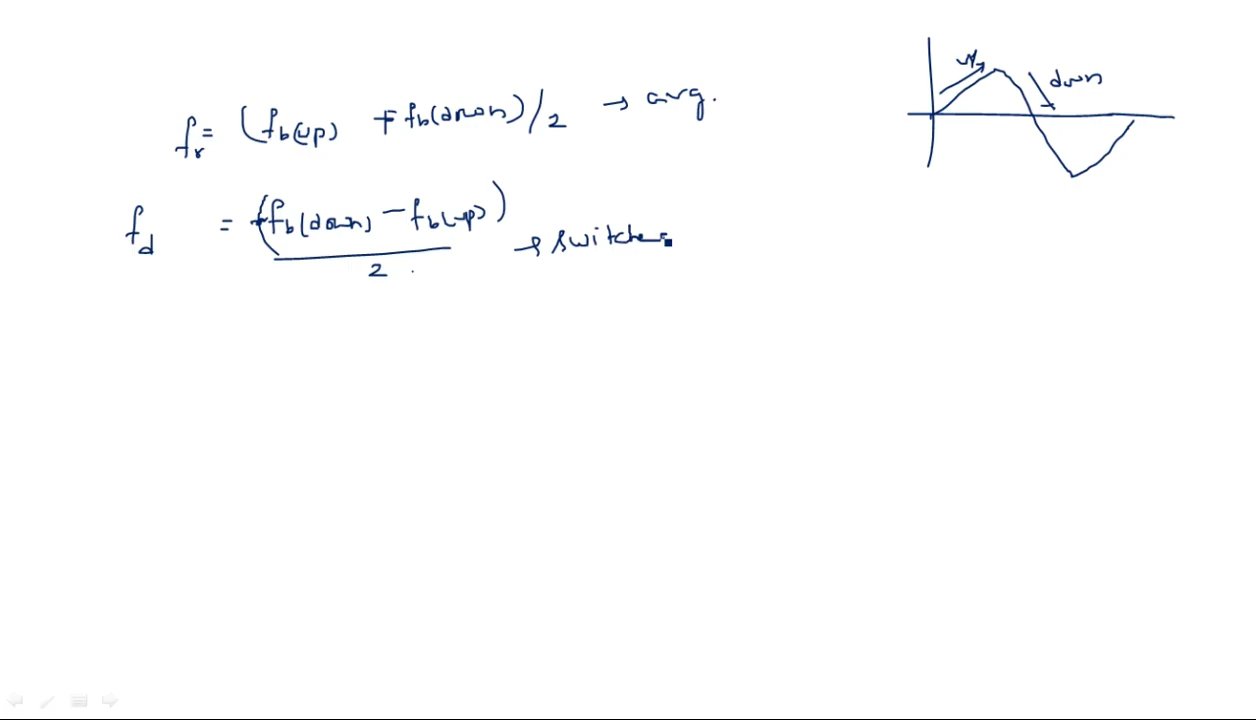 fr = (fb(up) + fb(down)/2 → avg.
fd = (fb(down) - fb(up))/2 → switches
up
down